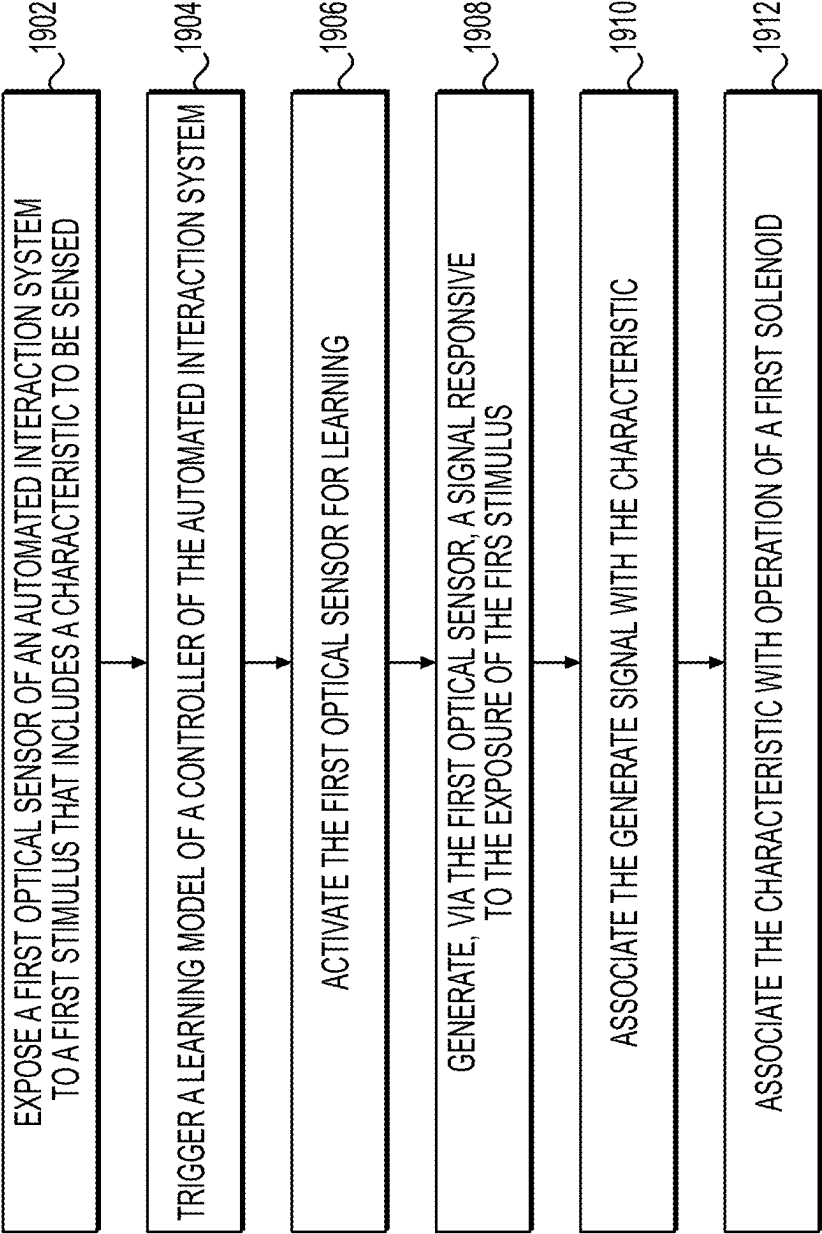 EXPOSE A FIRST OPTICAL SENSOR OF AN AUTOMATED INTERACTION SYSTEM
TO A FIRST STIMULUS THAT INCLUDES A CHARACTERISTIC TO BE SENSED
1902
TRIGGER A LEARNING MODEL OF A CONTROLLER OF THE AUTOMATED INTERACTION SYSTEM
1904
ACTIVATE THE FIRST OPTICAL SENSOR FOR LEARNING
1906
GENERATE, VIA THE FIRST OPTICAL SENSOR, A SIGNAL RESPONSIVE
TO THE EXPOSURE OF THE FIRS STIMULUS
1908
ASSOCIATE THE GENERATE SIGNAL WITH THE CHARACTERISTIC
1910
ASSOCIATE THE CHARACTERISTIC WITH OPERATION OF A FIRST SOLENOID
1912